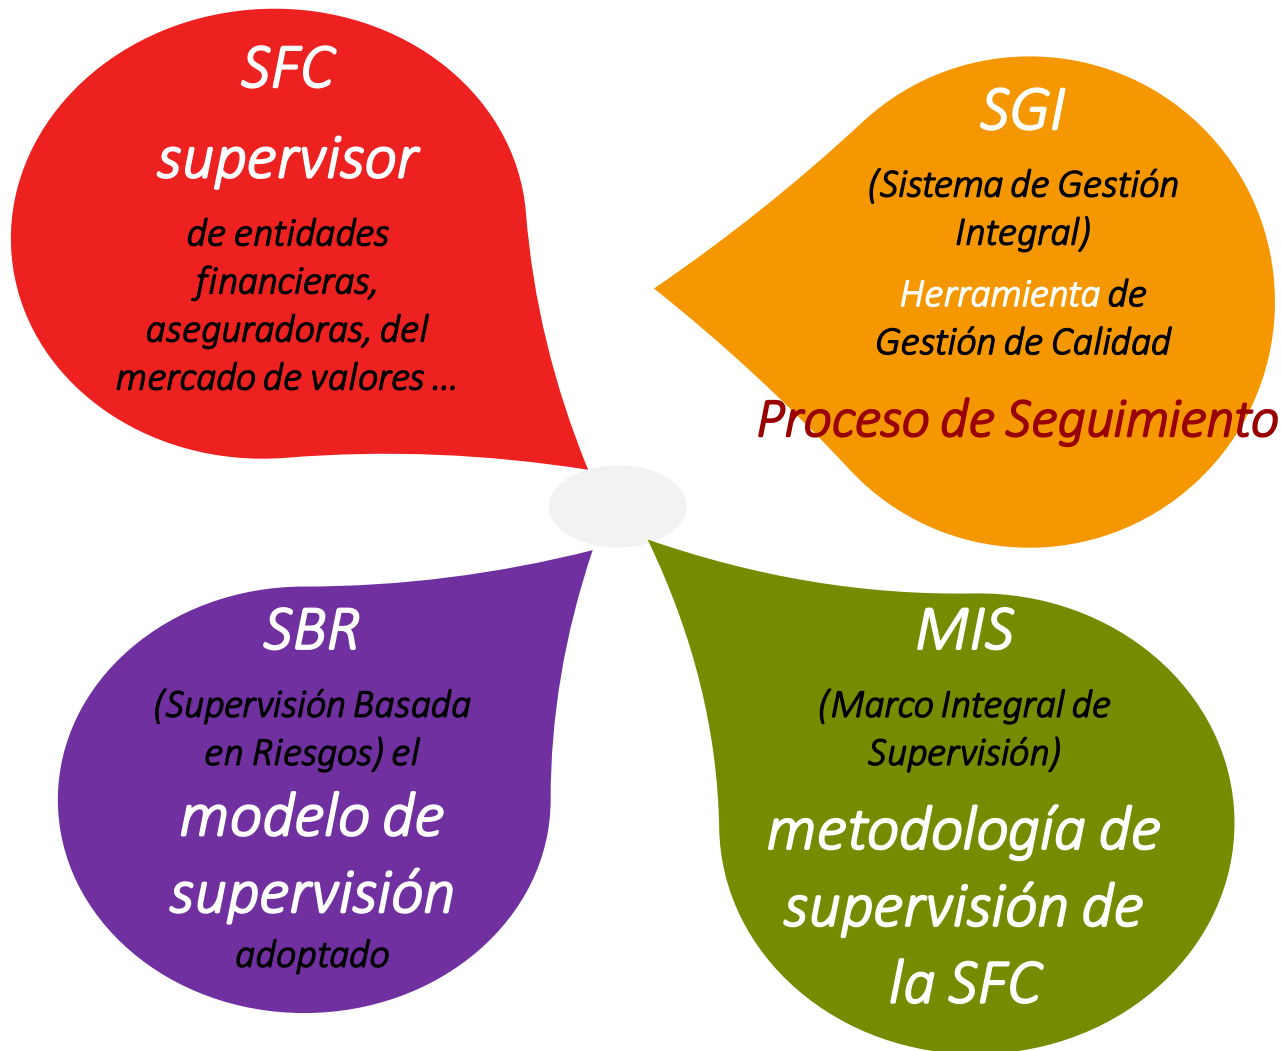 SFC
supervisor
de entidades
financieras,
aseguradoras, del
mercado de valores ...
SGI
(Sistema de Gestión
Integral)
Herramienta de
Gestión de Calidad
Proceso de Seguimiento
SBR
(Supervisión Basada
en Riesgos) el
modelo de
supervisión
adoptado
MIS
(Marco Integral de
Supervisión)
metodología de
supervisión de
la SFC